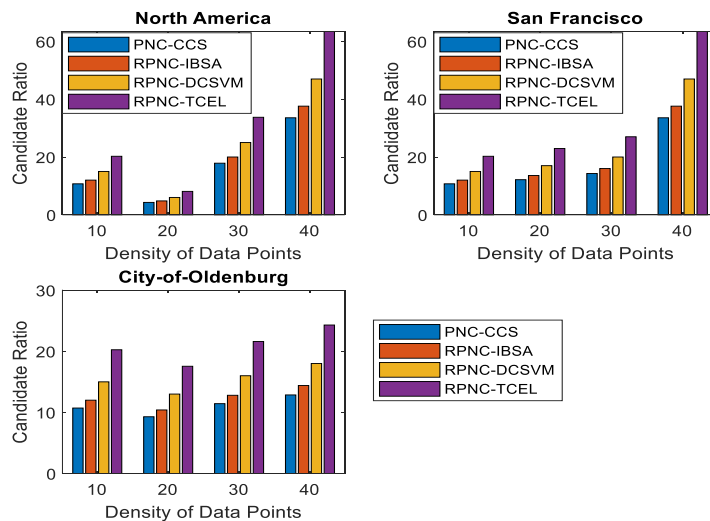 North America
60
40
20
0
Candidate Ratio
PNC-CCS
RPNC-IBSA
RPNC-DCSVM
RPNC-TCEL
10 20 30 40
Density of Data Points
San Francisco
60
40
20
0
Candidate Ratio
PNC-CCS
RPNC-IBSA
RPNC-DCSVM
RPNC-TCEL
10 20 30 40
Density of Data Points
City-of-Oldenburg
30
20
10
0
Candidate Ratio
10 20 30 40
Density of Data Points
PNC-CCS
RPNC-IBSA
RPNC-DCSVM
RPNC-TCEL